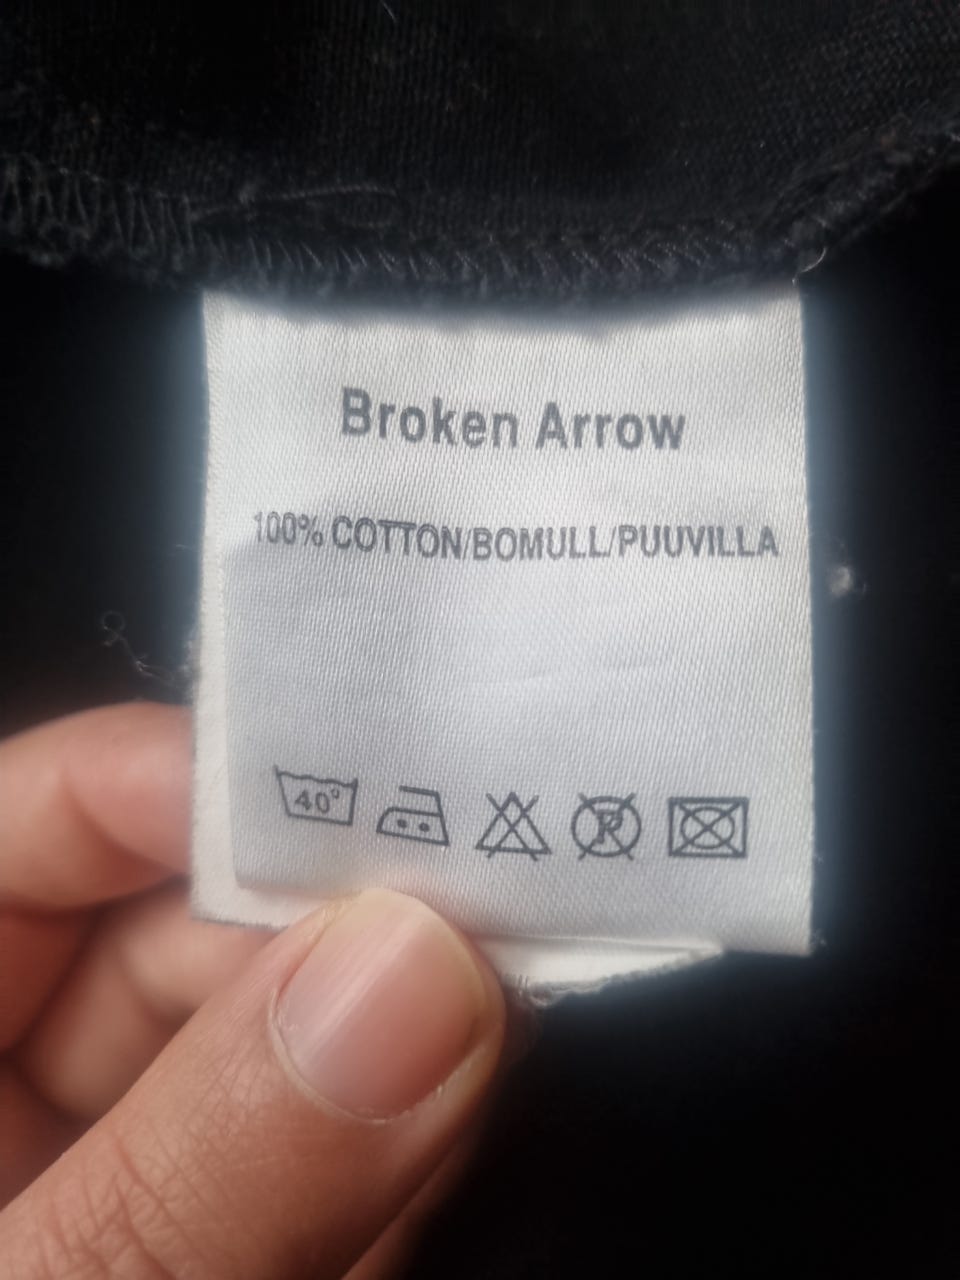 Broken Arrow
100% COTTON/BOMULL/PUUVILLA
40°
P